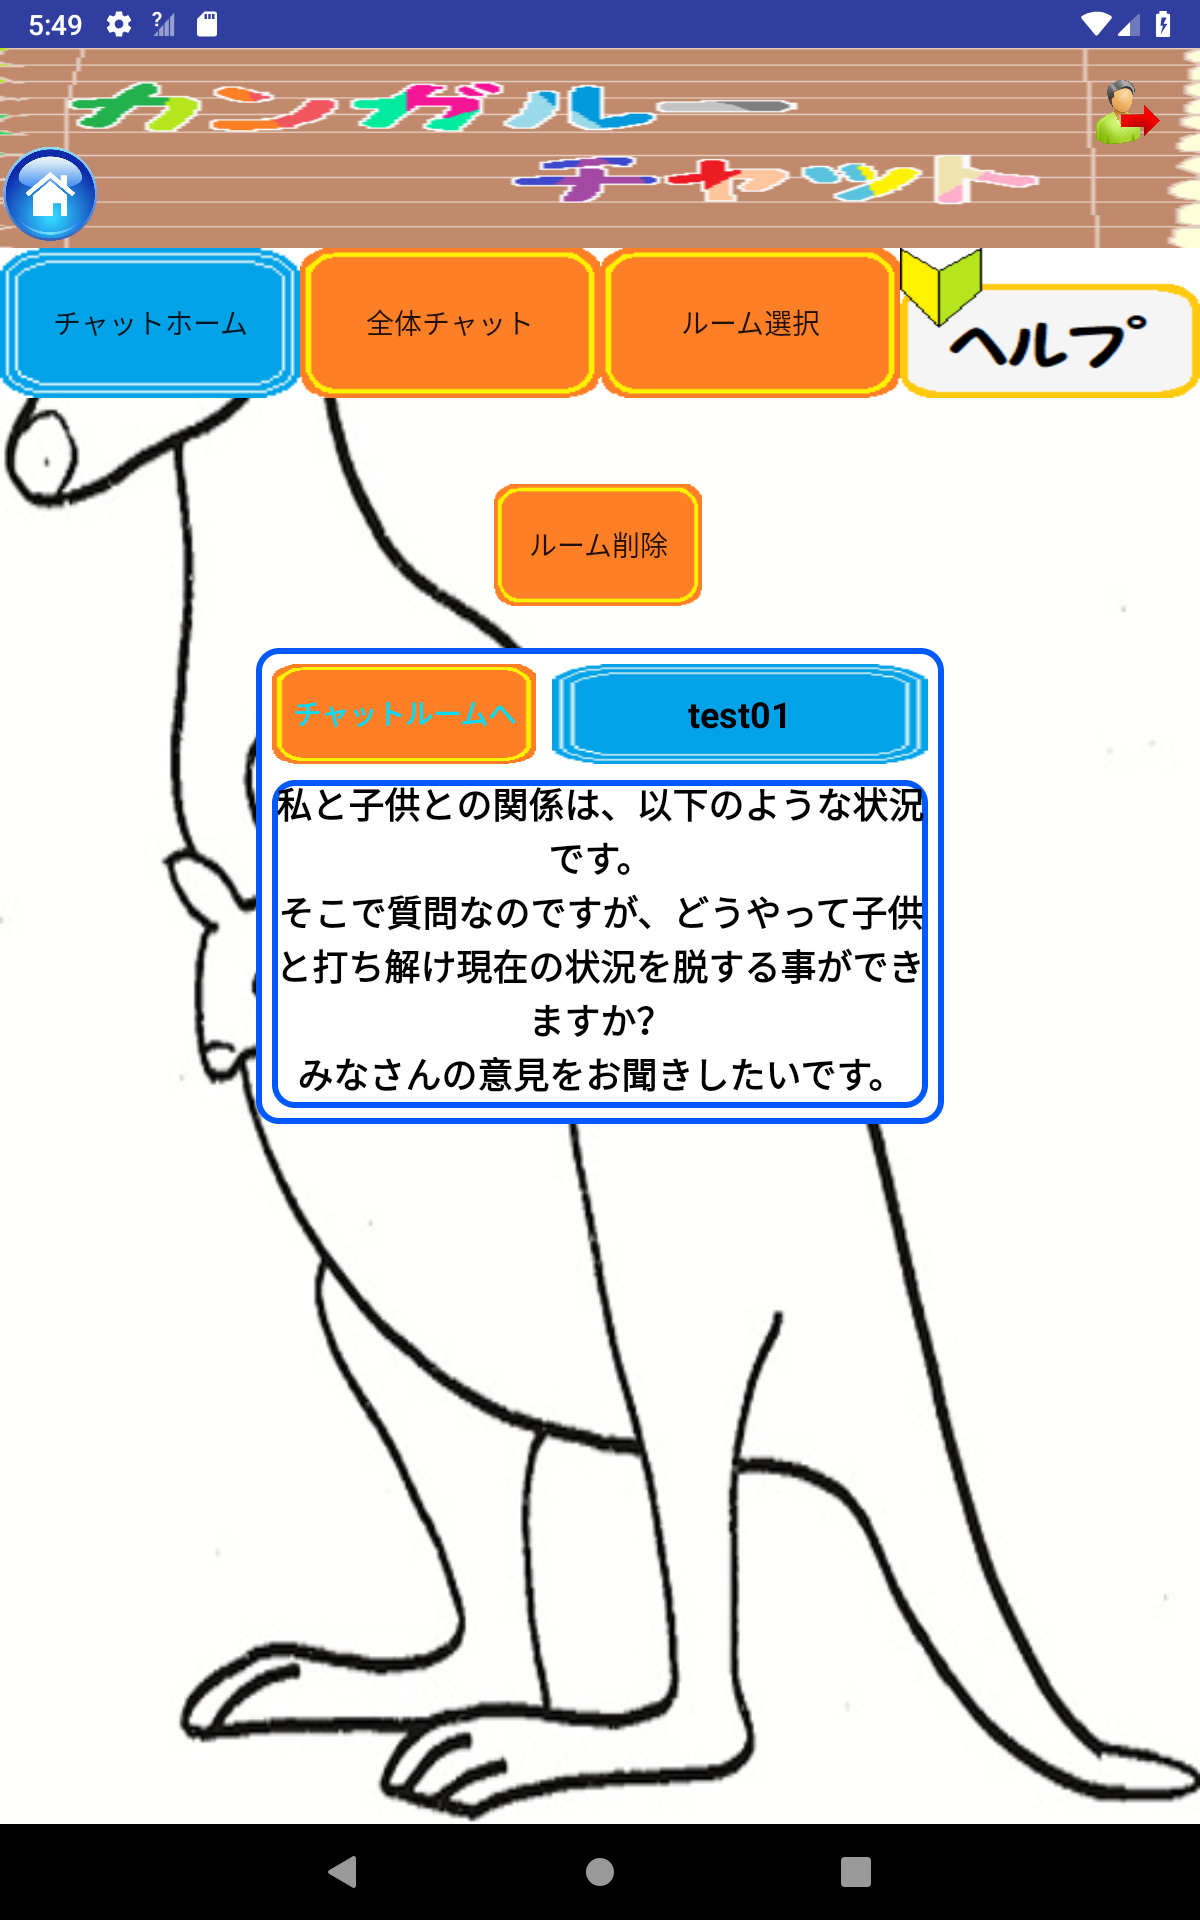 5:49
カンガルー
チャット
チャットホーム
全体チャット
ルーム選択
ヘルプ
ルーム削除
チャットルームへ
test01
私と子供との関係は、以下のような状況
です。
そこで質問なのですが、どうやって子供
と打ち解け現在の状況を脱する事ができ
ますか?
みなさんの意見をお聞きしたいです。